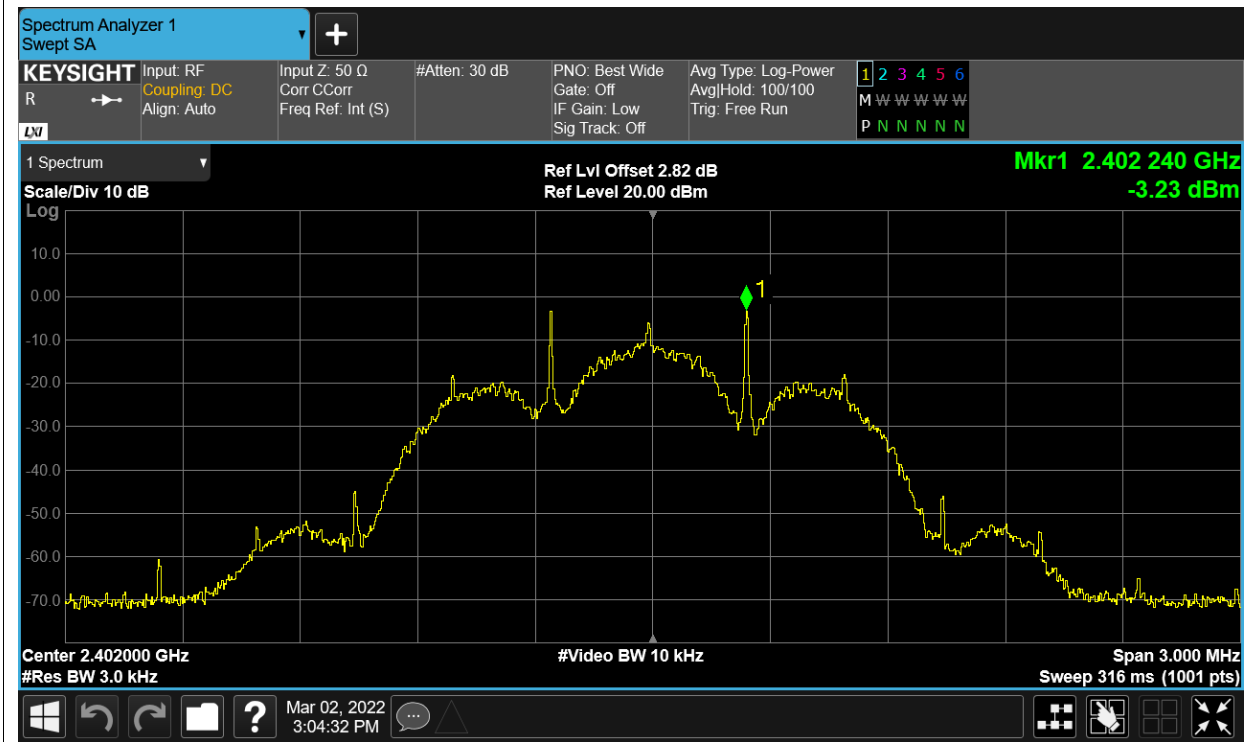 Spectrum Analyzer 1
Swept SA
+
KEYSIGHT
R
LXI
Input: RF
Coupling: DC
Align: Auto
Input Z: 50 Ω
Corr CCorr
Freq Ref: Int (S)
#Atten: 30 dB
PNO: Best Wide
Gate: Off
IF Gain: Low
Sig Track: Off
Avg Type: Log-Power
Avg|Hold: 100/100
Trig: Free Run
1 2 3 4 5 6
M W W W W W
P N N N N N
1 Spectrum
Scale/Div 10 dB
Log
Ref Lvl Offset 2.82 dB
Ref Level 20.00 dBm
Mkr1 2.402 240 GHz
-3.23 dBm
10.0
0.00
-10.0
-20.0
-30.0
-40.0
-50.0
-60.0
-70.0
1
Center 2.402000 GHz
#Res BW 3.0 kHz
#Video BW 10 kHz
Span 3.000 MHz
Sweep 316 ms (1001 pts)
?
Mar 02, 2022
3:04:32 PM